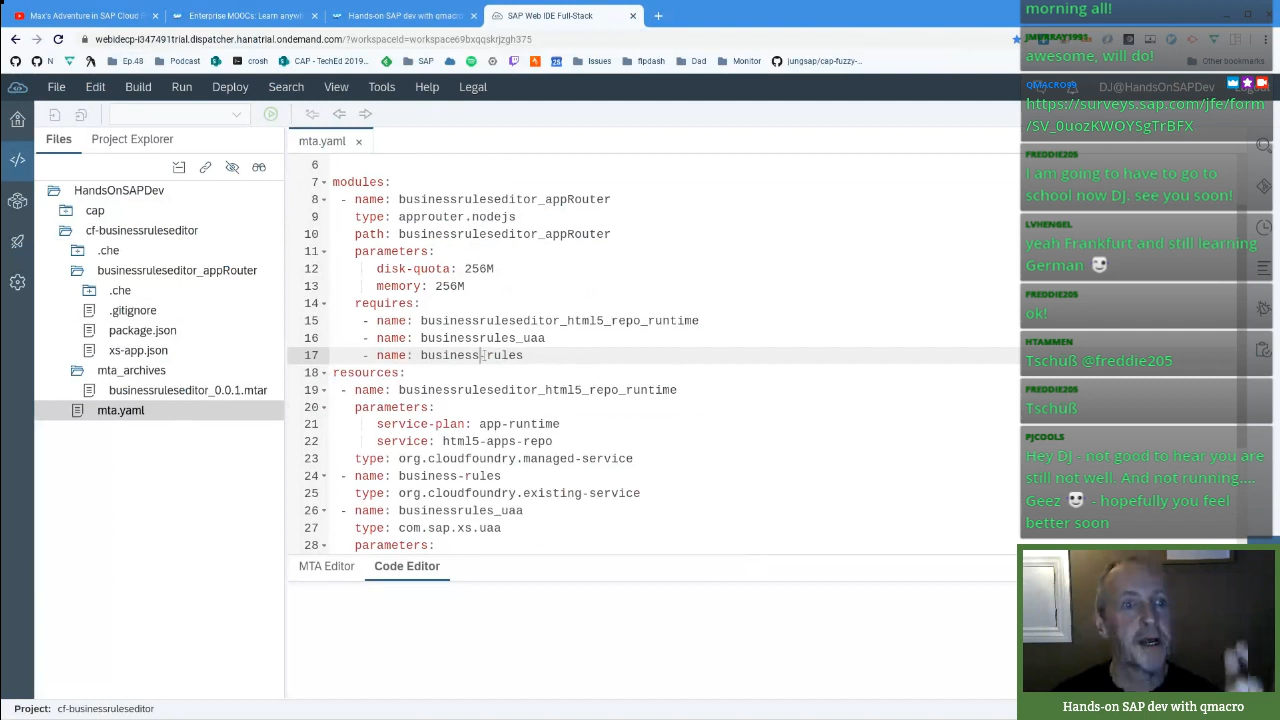 Max's Adventure in SAP Cloud Pl
Enterprise MOOCs: Learn anywh
Hands-on SAP dev with qmacro
SAP Web IDE Full-Stack
webidecp-i347491trial.dispatcher.hanatrial.ondemand.com/?workspaceId=workspace69bxqqskrjzgh375
G
N
Ep.48
Podcast
crosh
CAP - TechEd/2019
Issues
flpdash
Dad
Monitor
jungsap/cap-fuzzy-...
Other bookmarks
File
Edit
Build
Run
Deploy
Search
View
Tools
Help
Legal
DJ@HandsOnSAPDev
Logout
Files
Project Explorer
HandsOnSAPDev
cap
cf-businessruleseditor
.che
businessruleseditor_appRouter
.che
.gitignore
package.json
xs-app.json
mta_archives
businessruleseditor_0.0.1.mtar
mta.yaml
mta.yaml ×
6
7 modules:
8 - name: businessruleseditor_appRouter
9 type: approuter.nodejs
10 path: businessruleseditor_appRouter
11 parameters:
12 disk-quota: 256M
13 memory: 256M
14 requires:
15 - name: businessruleseditor_html5_repo_runtime
16 - name: businessrules_uaa
17 - name: business-rules
18 resources:
19 - name: businessruleseditor_html5_repo_runtime
20 parameters:
21 service-plan: app-runtime
22 service: html5-apps-repo
23 type: org.cloudfoundry.managed-service
24 - name: business-rules
25 type: org.cloudfoundry.existing-service
26 - name: businessrules_uaa
27 type: com.sap.xs.uaa
28 parameters:
MTA Editor
Code Editor
Project: cf-businessruleseditor
morning all!
JMURRAY1991
awesome, will do!
QMACRO99
https://surveys.sap.com/jfe/form
/SV_0uozKWOYSgTrBFX
FREDDIE205
I am going to have to go to
school now DJ. see you soon!
LVHENGEL
yeah Frankfurt and still learning
German
FREDDIE205
ok!
HTAMMEN
Tschuß @freddie205
FREDDIE205
Tschuß
PJCOOLS
Hey DJ - not good to hear you are
still not well. And not running....
Geez - hopefully you feel
better soon
Hands-on SAP dev with qmacro